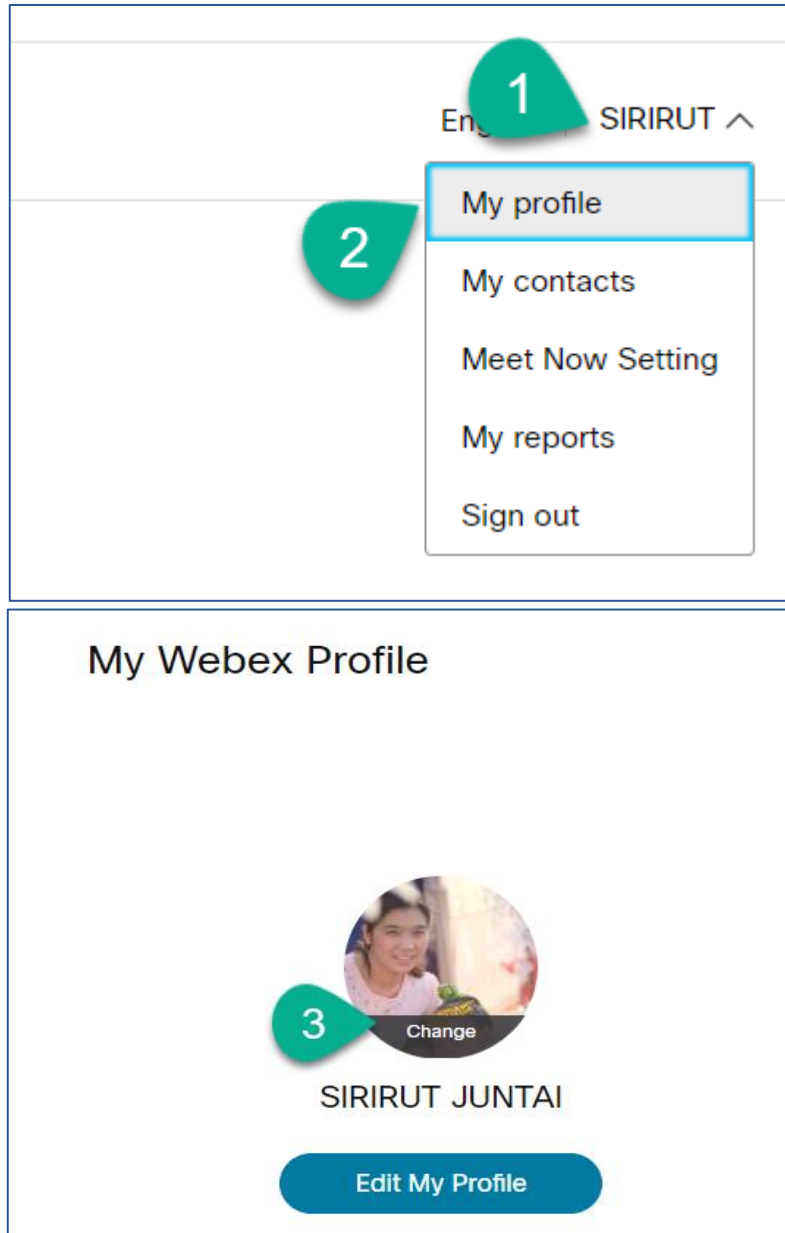 1
SIRIRUT
2
My profile
My contacts
Meet Now Setting
My reports
Sign out
My Webex Profile
3
Change
SIRIRUT JUNTAI
Edit My Profile